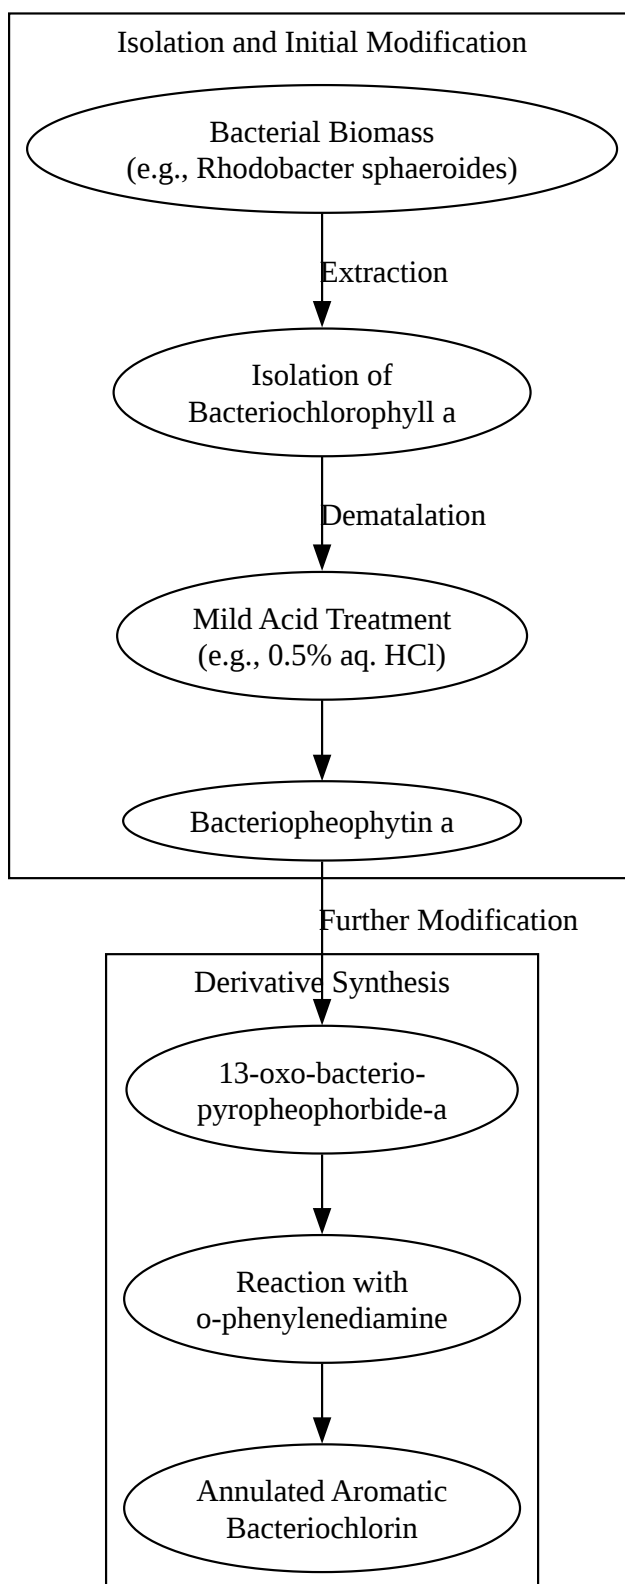 Isolation and Initial Modification
Bacterial Biomass
(e.g., Rhodobacter sphaeroides)
Extraction
Isolation of
Bacteriochlorophyll a
Dematalation
Mild Acid Treatment
(e.g., 0.5% aq. HCl)
Bacteriopheophytin a
Further Modification
Derivative Synthesis
13-oxo-bacterio-
pyropheophorbide-a
Reaction with
o-phenylenediamine
Annulated Aromatic
Bacteriochlorin